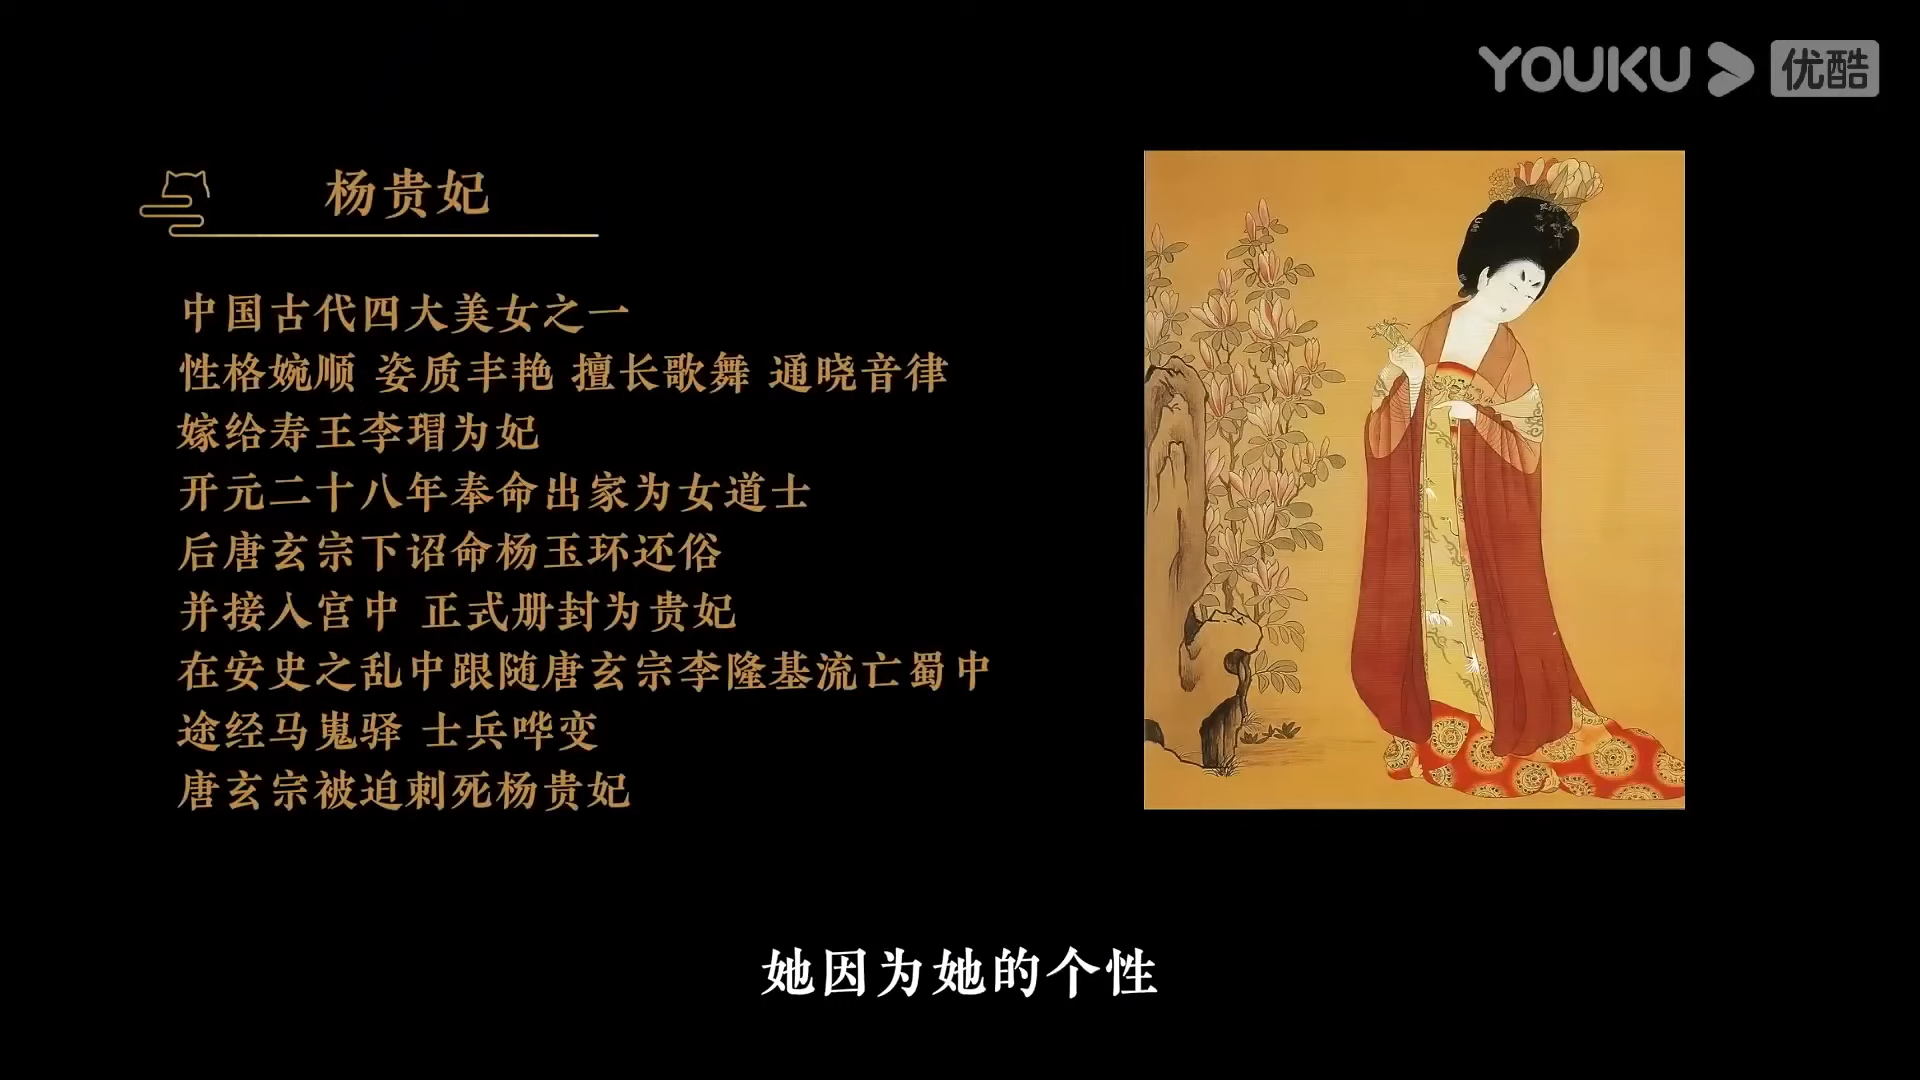 YOUKU 优酷
杨贵妃
中国古代四大美女之一
性格婉顺 姿质丰艳 擅长歌舞 通晓音律
嫁给寿王李瑁为妃
开元二十八年奉命出家为女道士
后唐玄宗下诏命杨玉环还俗
并接入宫中 正式册封为贵妃
在安史之乱中跟随唐玄宗李隆基流亡蜀中
途经马嵬驿 士兵哗变
唐玄宗被迫刺死杨贵妃
她因为她的个性